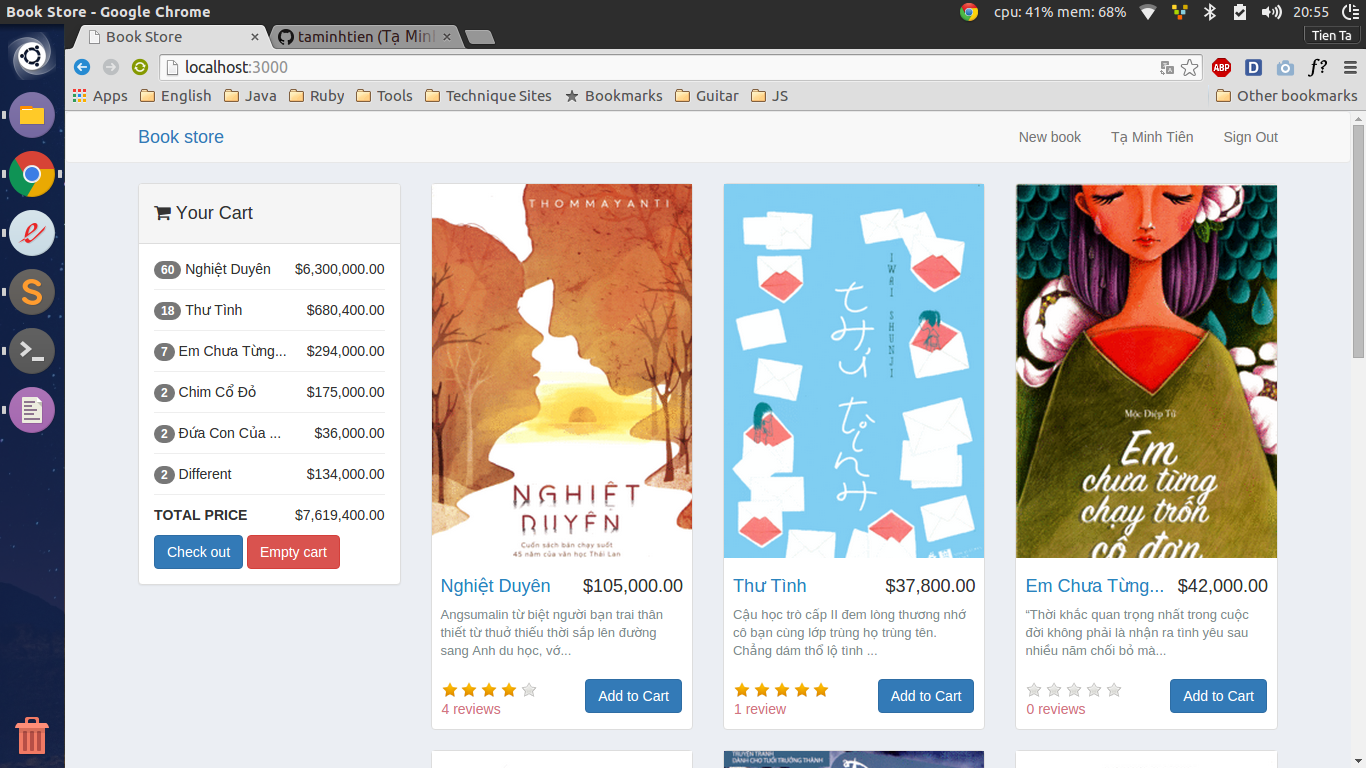 Book Store - Google Chrome
cpu: 41% mem: 68%
20:55
Book Store
taminhtien (Tạ Minh
Tien Ta
localhost:3000
ABP
D
f?
Apps
English
Java
Ruby
Tools
Technique Sites
Bookmarks
Guitar
JS
Other bookmarks
Book store
New book
Tạ Minh Tiên
Sign Out
Your Cart
60 Nghiệt Duyên $6,300,000.00
18 Thư Tình $680,400.00
7 Em Chưa Từng... $294,000.00
2 Chim Cổ Đỏ $175,000.00
2 Đứa Con Của ... $36,000.00
2 Different $134,000.00
TOTAL PRICE $7,619,400.00
Check out
Empty cart
THOMMAYANTI
NGHIỆT
DUYÊN
Cuốn sách bán chạy suốt
45 năm của văn học Thái Lan
Nghiệt Duyên $105,000.00
Angsumalin từ biệt người bạn trai thân
thiết từ thuở thiếu thời sắp lên đường
sang Anh du học, vớ...
4 reviews
Add to Cart
IWAI SHUNJI
thư tình
Thư Tình $37,800.00
Cậu học trò cấp II đem lòng thương nhớ
cô bạn cùng lớp trùng họ trùng tên.
Chẳng dám thổ lộ tình ...
1 review
Add to Cart
Mộc Diệp Tử
Em
chưa từng
chạy trốn
cô đơn
Em Chưa Từng... $42,000.00
“Thời khắc quan trọng nhất trong cuộc
đời không phải là nhận ra tình yêu sau
nhiều năm chối bỏ mà...
0 reviews
Add to Cart
TRUYỆN TRANH
DÀNH CHO TUỔI TRƯỞNG THÀNH